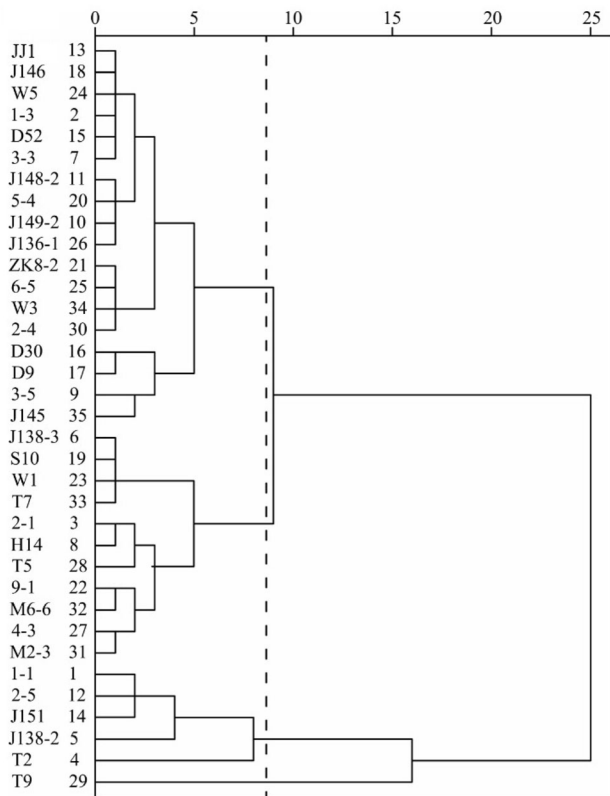 0 5 10 15 20 25
JJ1 13
J146 18
W5 24
1-3 2
D52 15
3-3 7
J148-2 11
5-4 20
J149-2 10
J136-1 26
ZK8-2 21
6-5 25
W3 34
2-4 30
D30 16
D9 17
3-5 9
J145 35
J138-3 6
S10 19
W1 23
T7 33
2-1 3
H14 8
T5 28
9-1 22
M6-6 32
4-3 27
M2-3 31
1-1 1
2-5 12
J151 14
J138-2 5
T2 4
T9 29